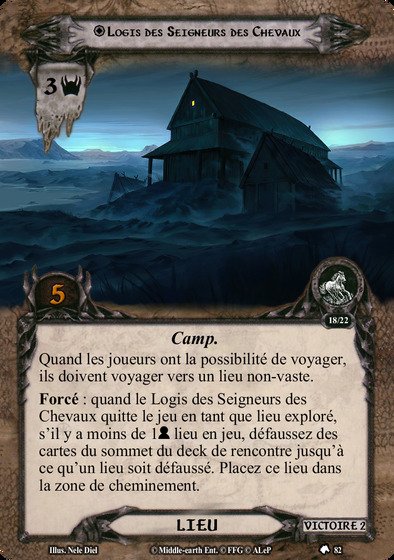 Logis des Seigneurs des Chevaux
3
5
18/22
Camp.
Quand les joueurs ont la possibilité de voyager,
ils doivent voyager vers un lieu non-vaste.
Forcé : quand le Logis des Seigneurs des
Chevaux quitte le jeu en tant que lieu exploré,
s’il y a moins de 1 lieu en jeu, défaussez des
cartes du sommet du deck de rencontre jusqu’à
ce qu’un lieu soit défaussé. Placez ce lieu dans
la zone de cheminement.
LIEU
VICTOIRE 2
Illus. Nele Diel
© Middle-earth Ent. © FFG © ALeP
82